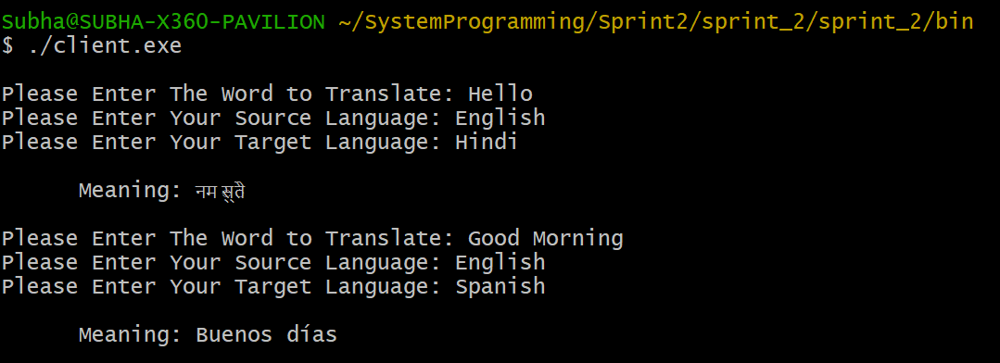 Subha@SUBHA-X360-PAVILION ~/SystemProgramming/Sprint2/sprint_2/sprint_2/bin
$ ./client.exe
Please Enter The Word to Translate: Hello
Please Enter Your Source Language: English
Please Enter Your Target Language: Hindi
Meaning: नमस्ते
Please Enter The Word to Translate: Good Morning
Please Enter Your Source Language: English
Please Enter Your Target Language: Spanish
Meaning: Buenos días